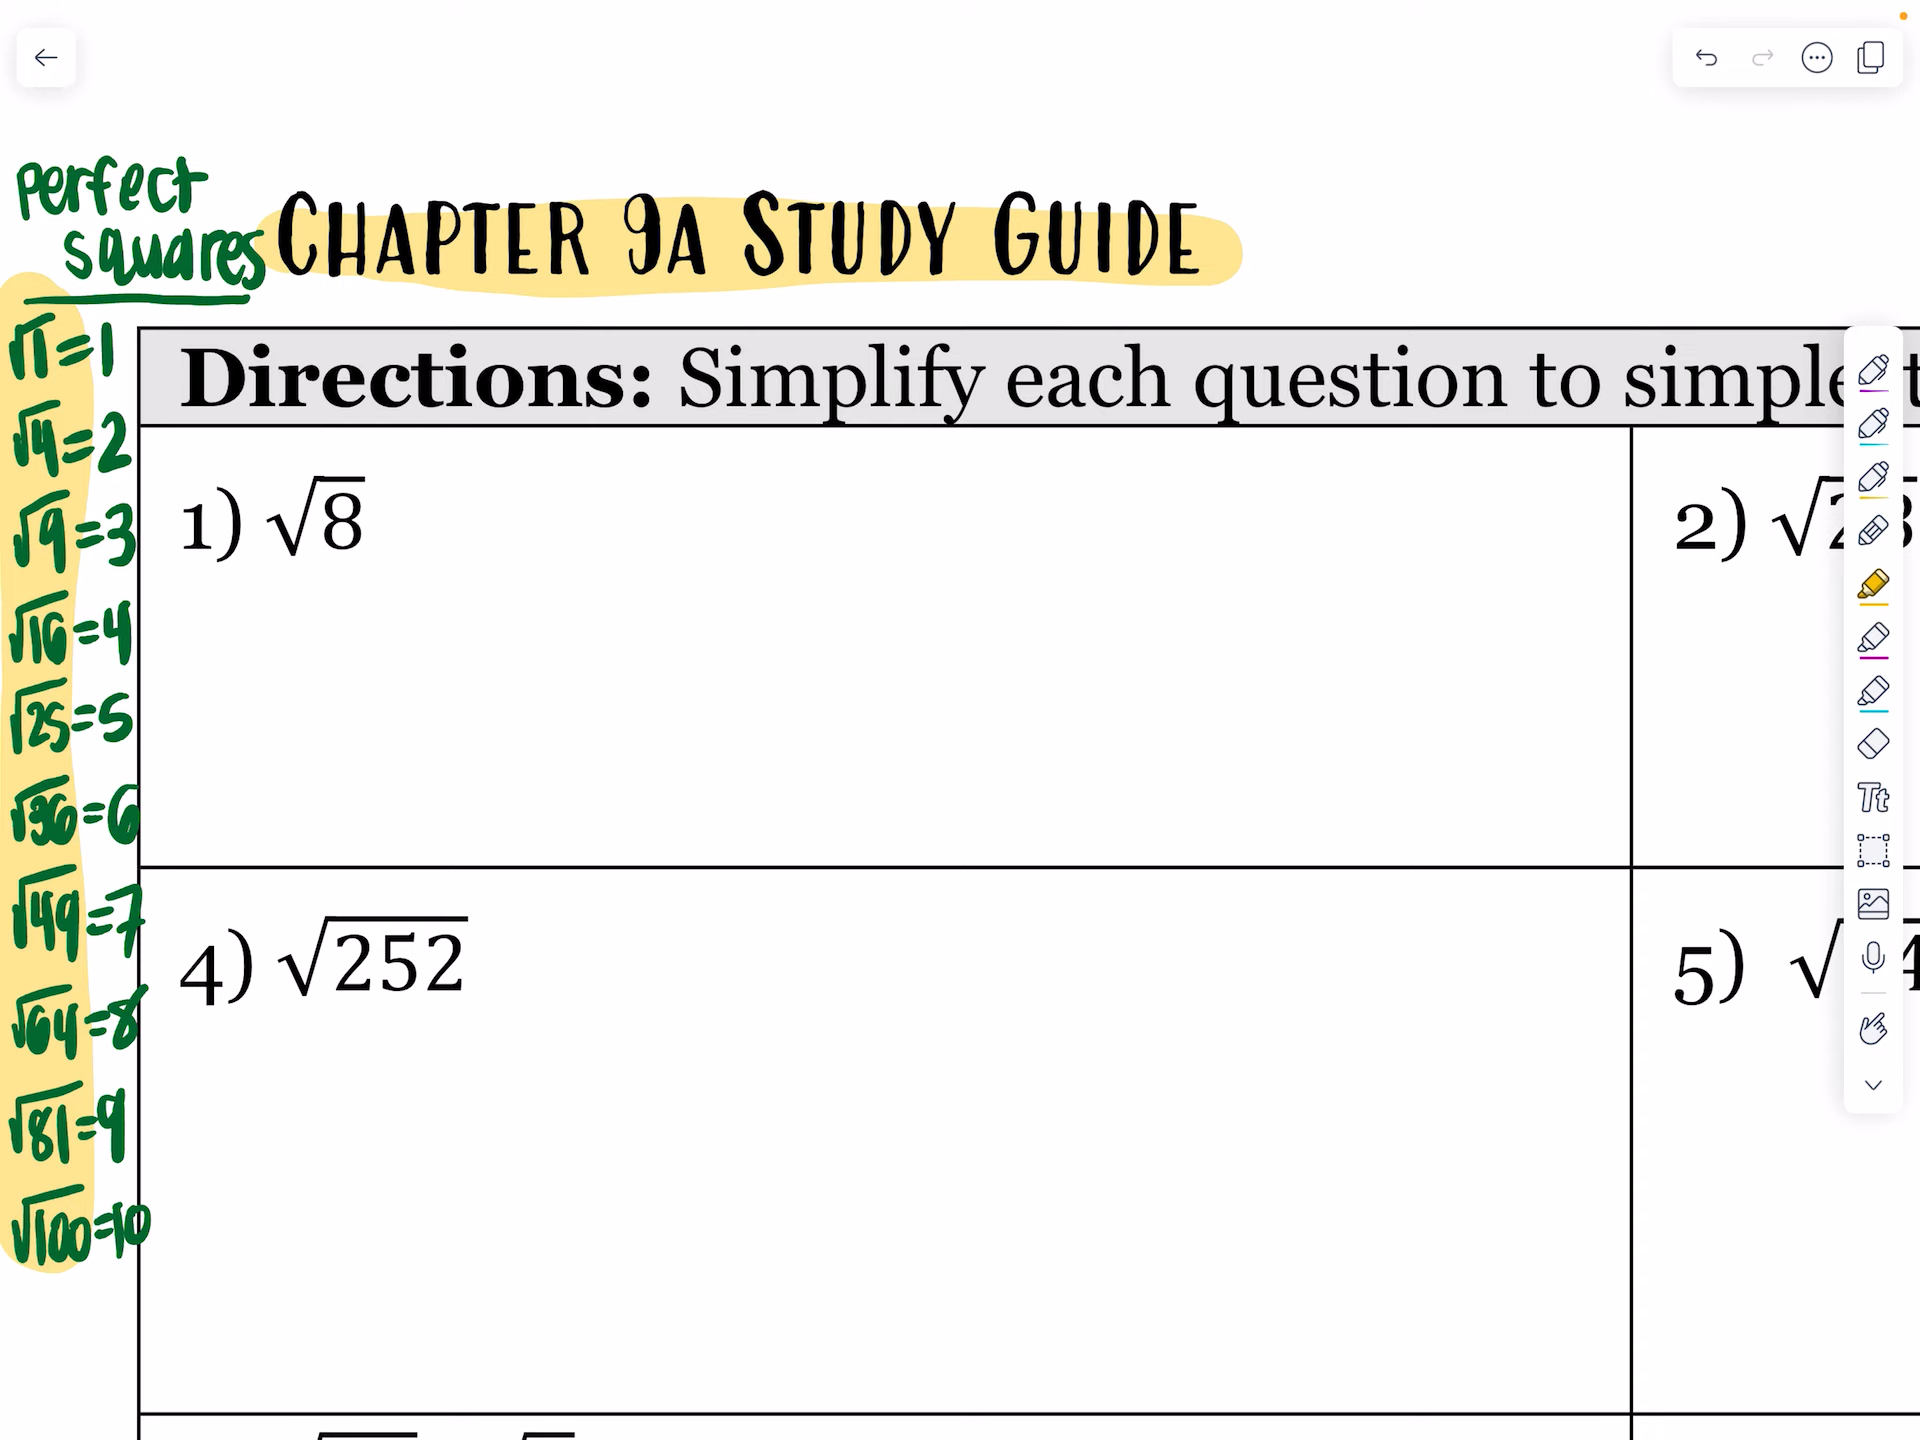 perfect
squares
CHAPTER 9A STUDY GUIDE
√1=1
√4=2
√9=3
√16=4
√25=5
√36=6
√49=7
√64=8
√81=9
√100=10
Directions: Simplify each question to simple
1) √8
2) √
4) √252
5) √
Tt